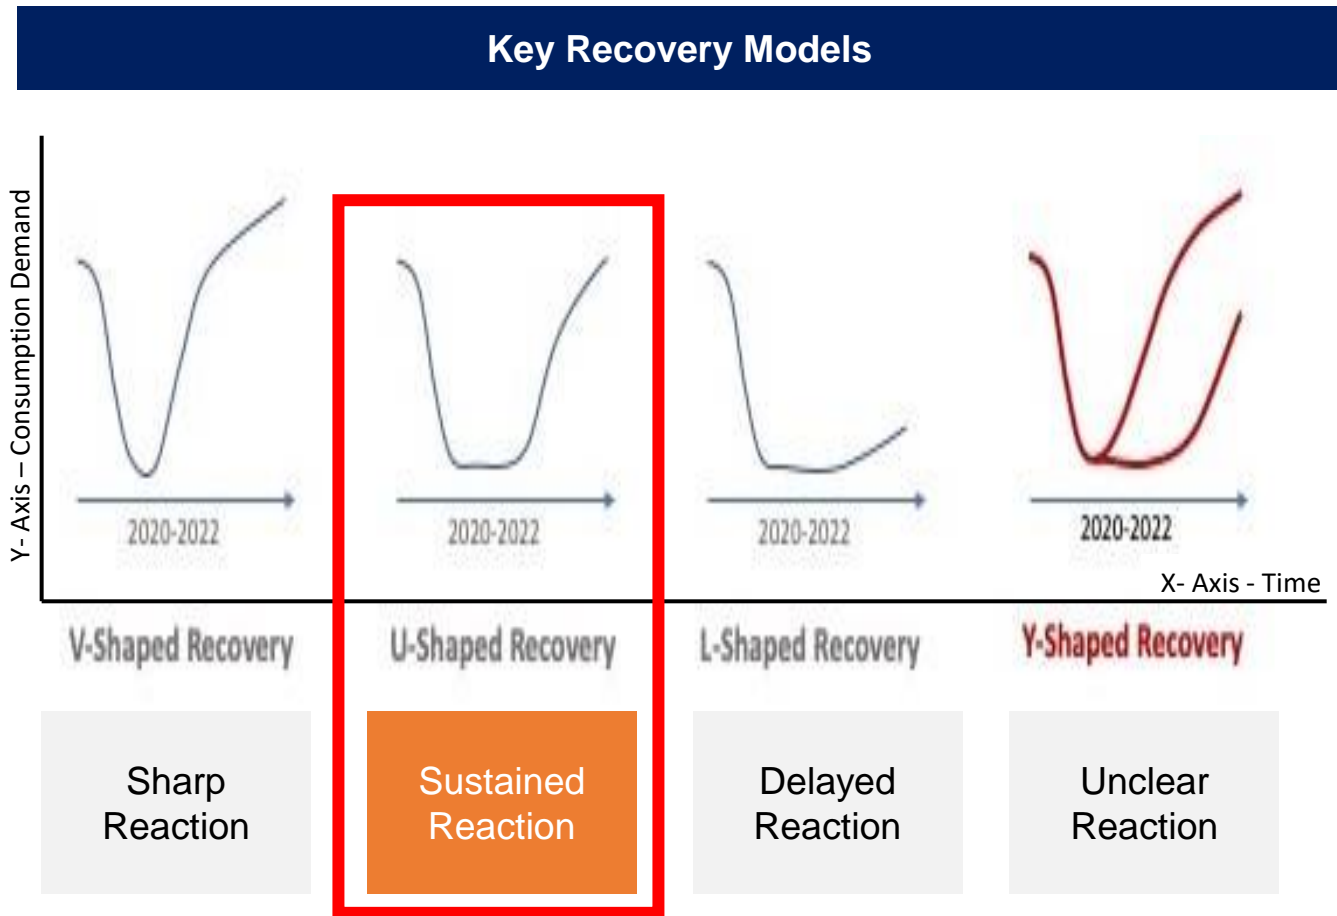 Key Recovery Models
Y- Axis – Consumption Demand
2020-2022
2020-2022
2020-2022
2020-2022
X- Axis - Time
V-Shaped Recovery
U-Shaped Recovery
L-Shaped Recovery
Y-Shaped Recovery
Sharp
Reaction
Sustained
Reaction
Delayed
Reaction
Unclear
Reaction